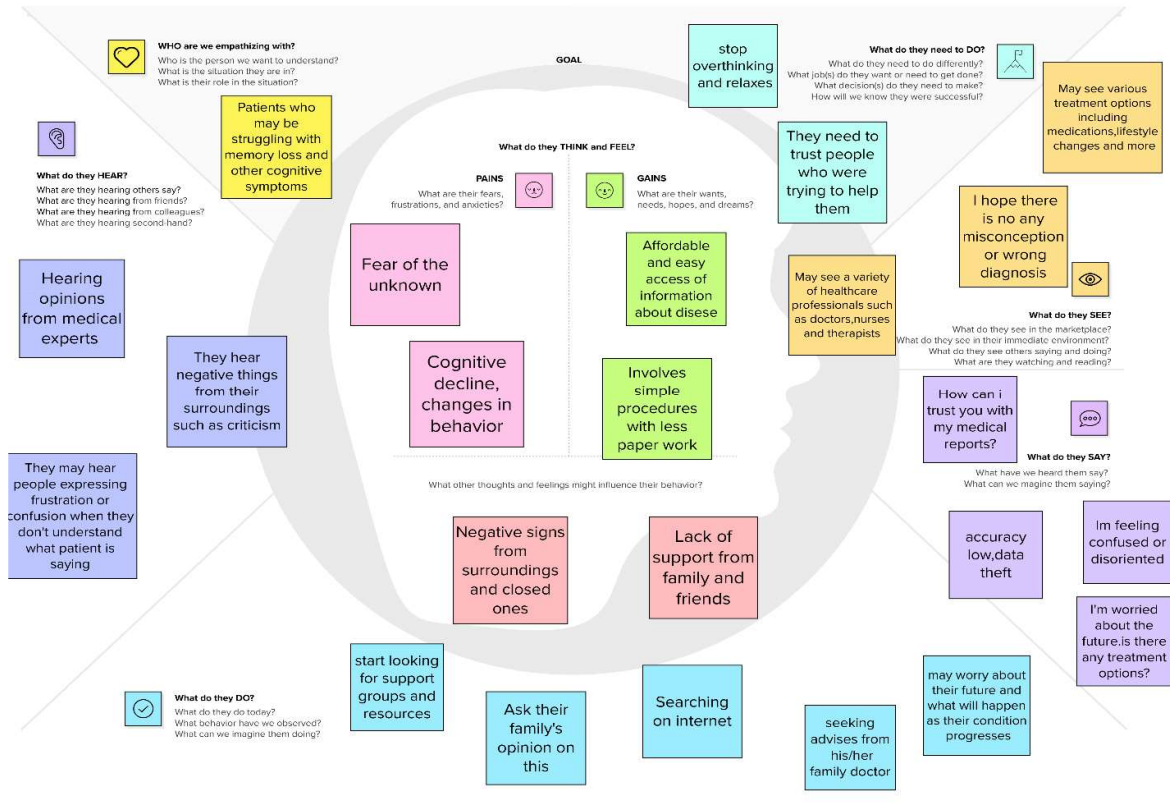 WHO are we empathizing with?
Who is the person we want to understand?
What is the situation they are in?
What is their role in the situation?
Patients who
may be
struggling with
memory loss and
other cognitive
symptoms
GOAL
stop
overthinking
and relaxes
What do they need to DO?
What do they need to do differently?
What job(s) do they want or need to get done?
What decision(s) do they need to make?
How will we know they were successful?
They need to
trust people
who were
trying to help
them
May see various
treatment options
including
medications,lifestyle
changes and more
I hope there
is no any
misconception
or wrong
diagnosis
May see a variety
of healthcare
professionals such
as doctors,nurses
and therapists
What do they SEE?
What do they see in the marketplace?
What do they see in their immediate environment?
What do they see others saying and doing?
What are they watching and reading?
What do they HEAR?
What are they hearing others say?
What are they hearing from friends?
What are they hearing from colleagues?
What are they hearing second-hand?
Hearing
opinions
from medical
experts
They hear
negative things
from their
surroundings
such as criticism
They may hear
people expressing
frustration or
confusion when they
don't understand
what patient is
saying
What do they THINK and FEEL?
PAINS
What are their fears,
frustrations, and anxieties?
Fear of the
unknown
Cognitive
decline,
changes in
behavior
GAINS
What are their wants,
needs, hopes, and dreams?
Affordable
and easy
access of
information
about disese
Involves
simple
procedures
with less
paper work
What other thoughts and feelings might influence their behavior?
Negative signs
from
surroundings
and closed
ones
Lack of
support from
family and
friends
How can i
trust you with
my medical
reports?
What do they SAY?
What have we heard them say?
What can we magine them saying?
accuracy
low,data
theft
Im feeling
confused or
disoriented
I'm worried
about the
future.is there
any treatment
options?
What do they DO?
What do they do today?
What behavior have we observed?
What can we imagine them doing?
start looking
for support
groups and
resources
Ask their
family's
opinion on
this
Searching
on internet
seeking
advises from
his/her
family doctor
may worry about
their future and
what will happen
as their condition
progresses